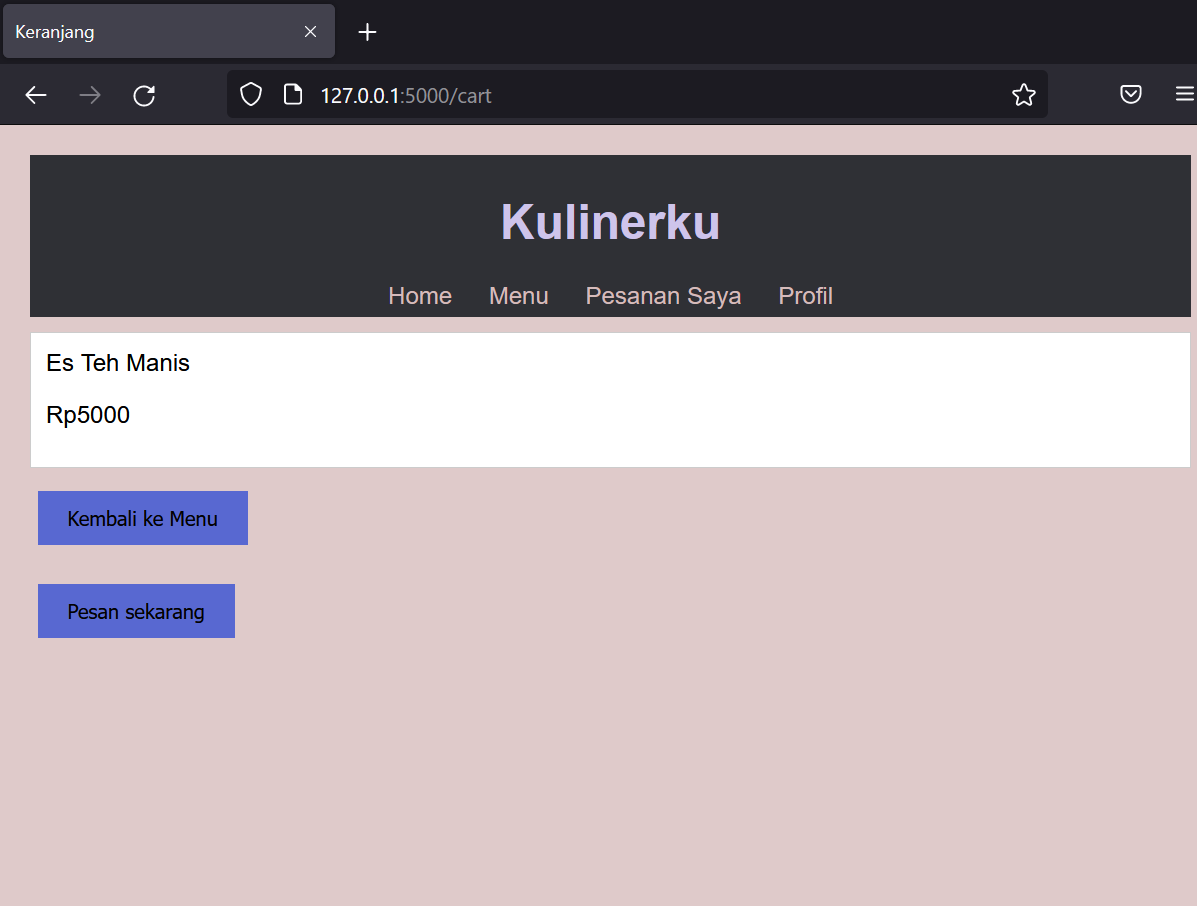 Keranjang
127.0.0.1:5000/cart
Kulinerku
Home Menu Pesanan Saya Profil
Es Teh Manis
Rp5000
Kembali ke Menu
Pesan sekarang